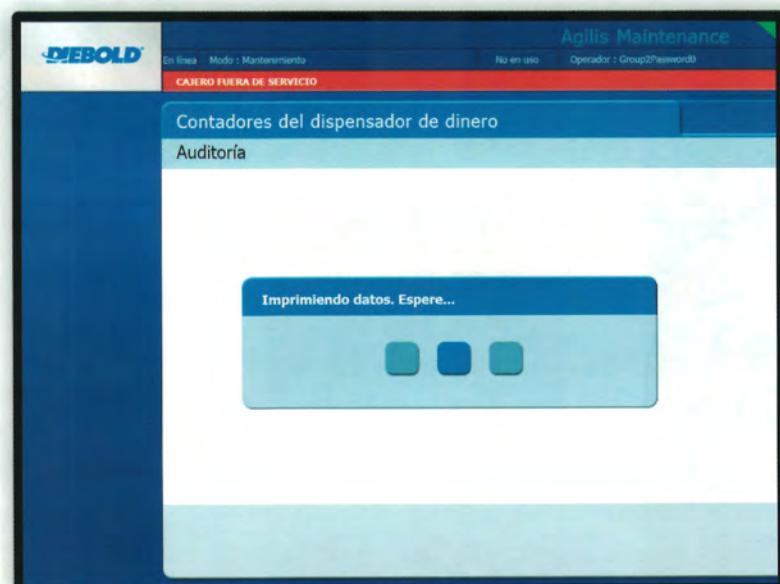 Agilis Maintenance
DIEBOLD
En línea Modo : Mantenimiento No en uso Operador : Group2Password0
CAJERO FUERA DE SERVICIO
Contadores del dispensador de dinero
Auditoría
Imprimiendo datos. Espere...